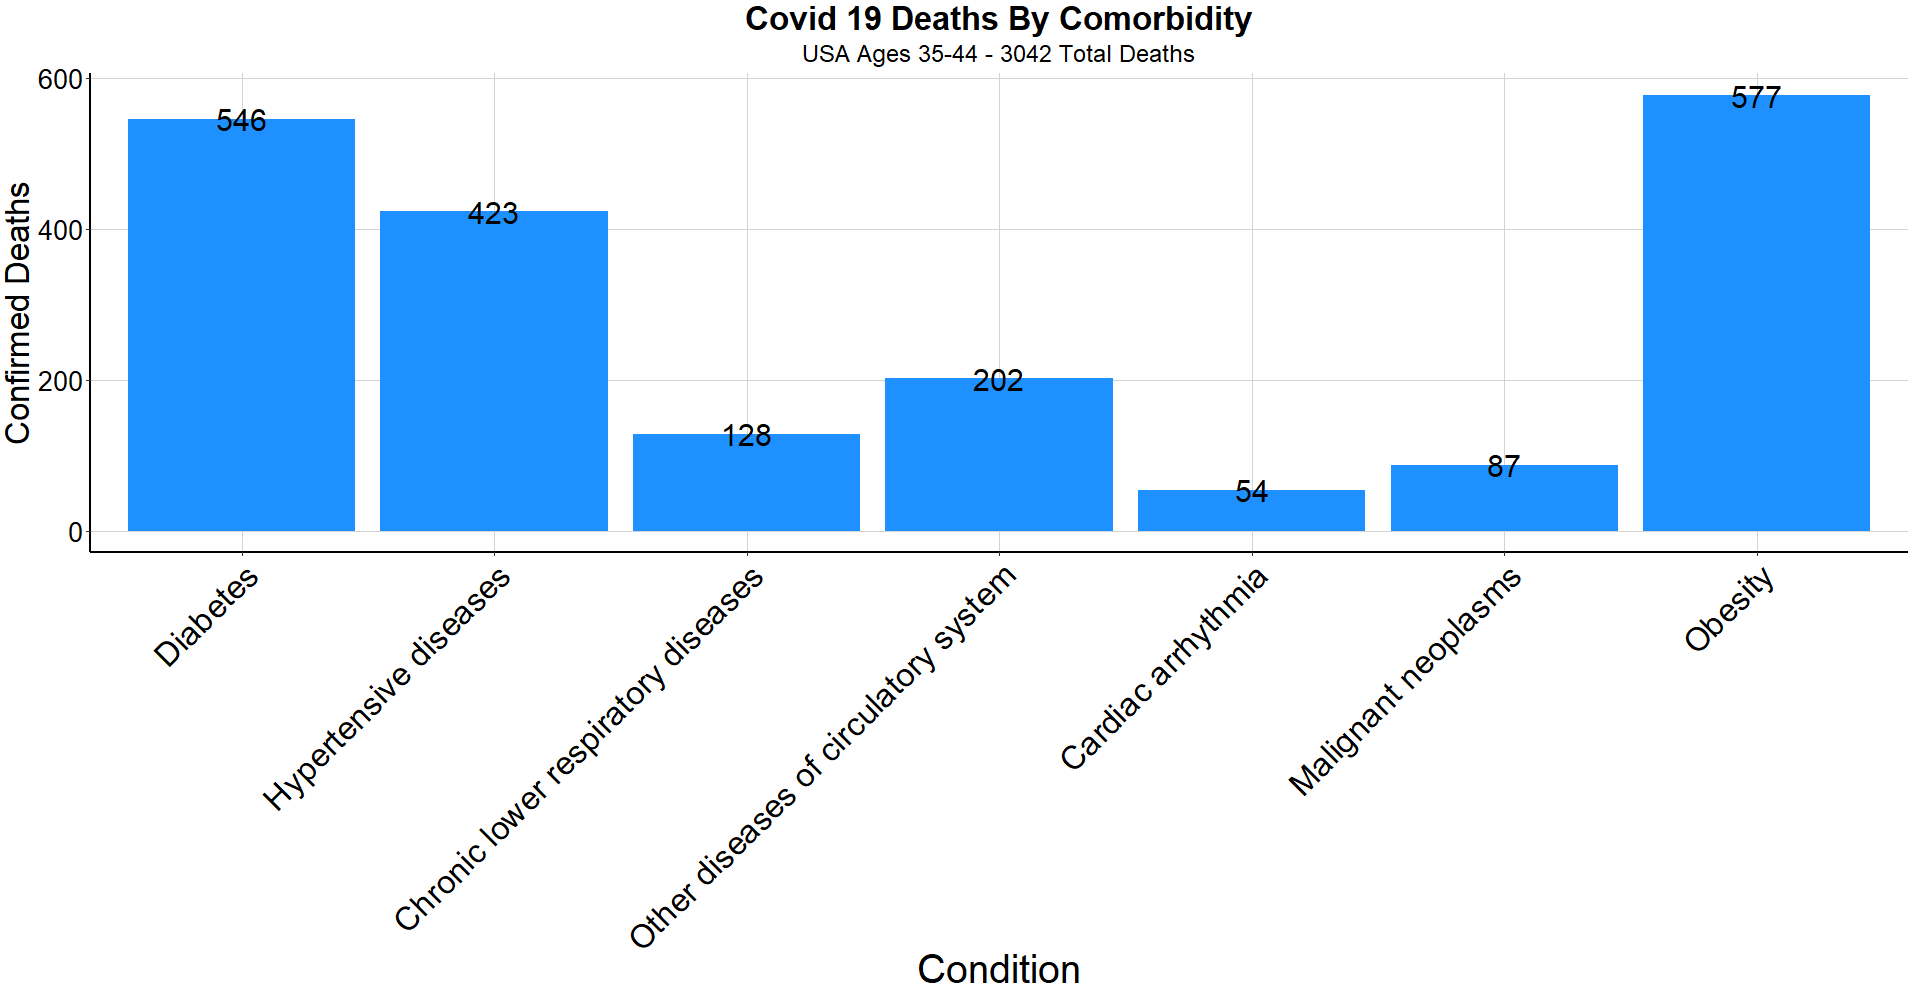 Covid 19 Deaths By Comorbidity
USA Ages 35-44 - 3042 Total Deaths
Confirmed Deaths
600
400
200
0
546
423
128
202
54
87
577
Diabetes
Hypertensive diseases
Chronic lower respiratory diseases
Other diseases of circulatory system
Cardiac arrhythmia
Malignant neoplasms
Obesity
Condition